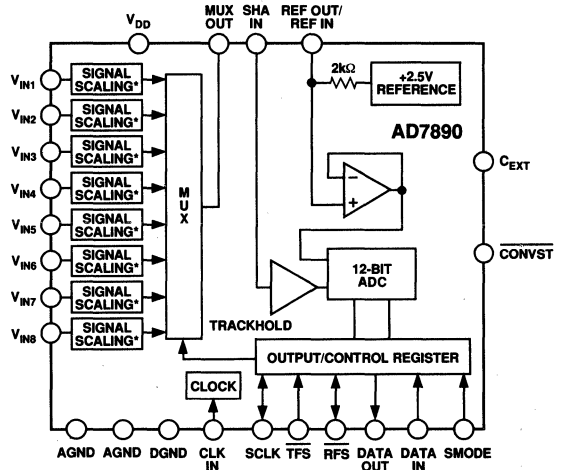 V_DD
MUX OUT
SHA IN
REF OUT/ REF IN
V_IN1
SIGNAL SCALING*
2kΩ
+2.5V REFERENCE
V_IN2
SIGNAL SCALING*
AD7890
V_IN3
SIGNAL SCALING*
C_EXT
V_IN4
SIGNAL SCALING*
MUX
−
+
V_IN5
SIGNAL SCALING*
CONVST
V_IN6
SIGNAL SCALING*
12-BIT ADC
V_IN7
SIGNAL SCALING*
V_IN8
SIGNAL SCALING*
TRACKHOLD
OUTPUT/CONTROL REGISTER
CLOCK
AGND
AGND
DGND
CLK IN
SCLK
TFS
RFS
DATA OUT
DATA IN
SMODE